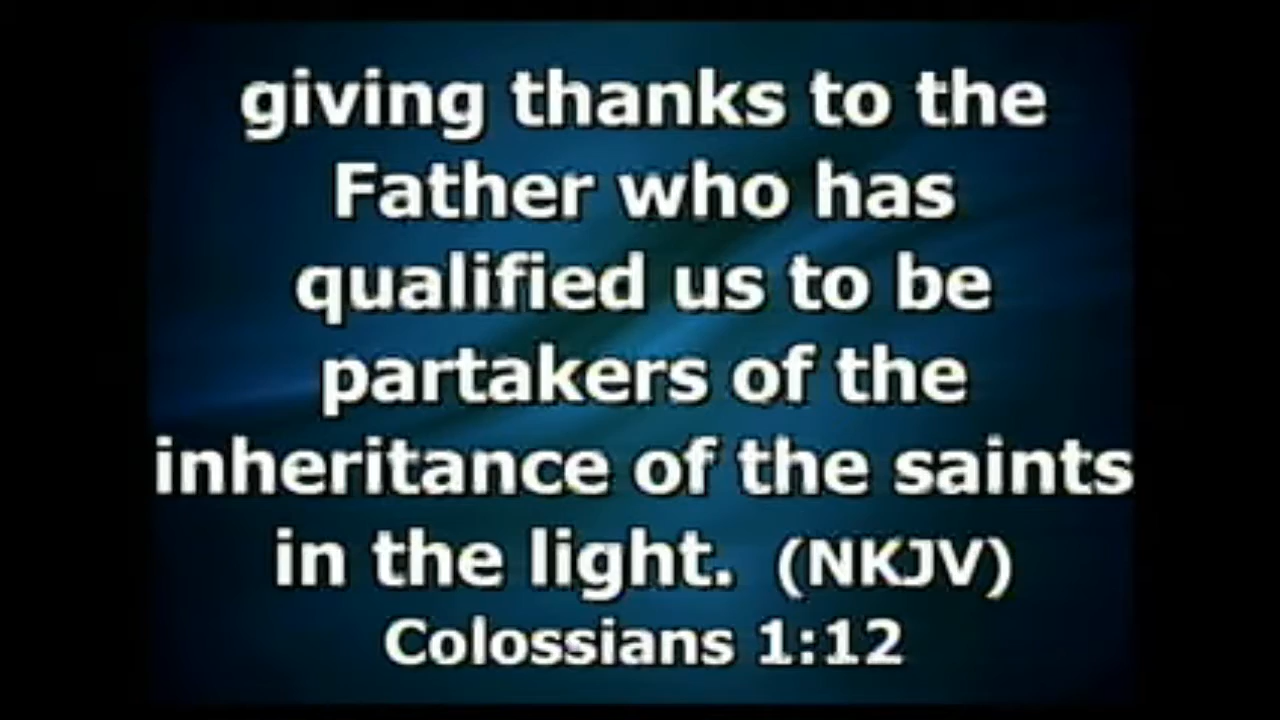 giving thanks to the
Father who has
qualified us to be
partakers of the
inheritance of the saints
in the light. (NKJV)
Colossians 1:12